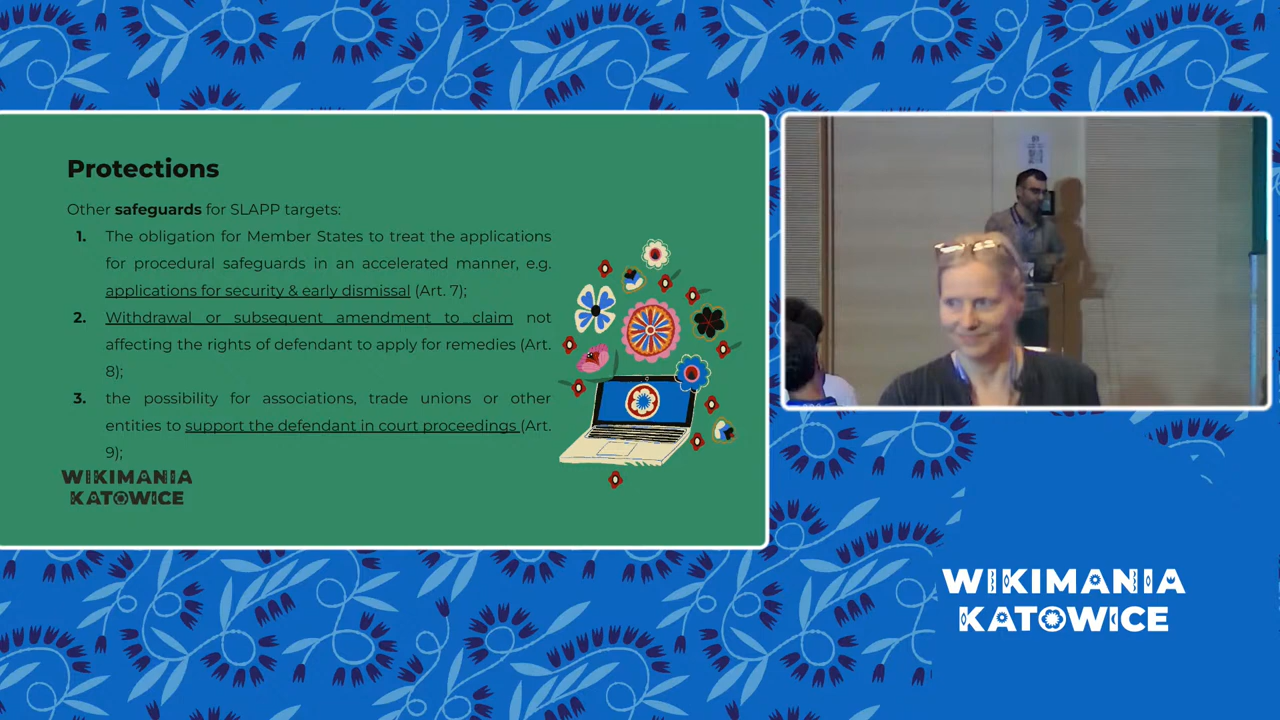 Protections
Other safeguards for SLAPP targets:
1. The obligation for Member States to treat the applications
for procedural safeguards in an accelerated manner, e.g.
applications for security & early dismissal (Art. 7);
2. Withdrawal or subsequent amendment to claim not
affecting the rights of defendant to apply for remedies (Art.
8);
3. the possibility for associations, trade unions or other
entities to support the defendant in court proceedings (Art.
9);
WIKIMANIA
KATOWICE
WIKIMANIA
KATOWICE